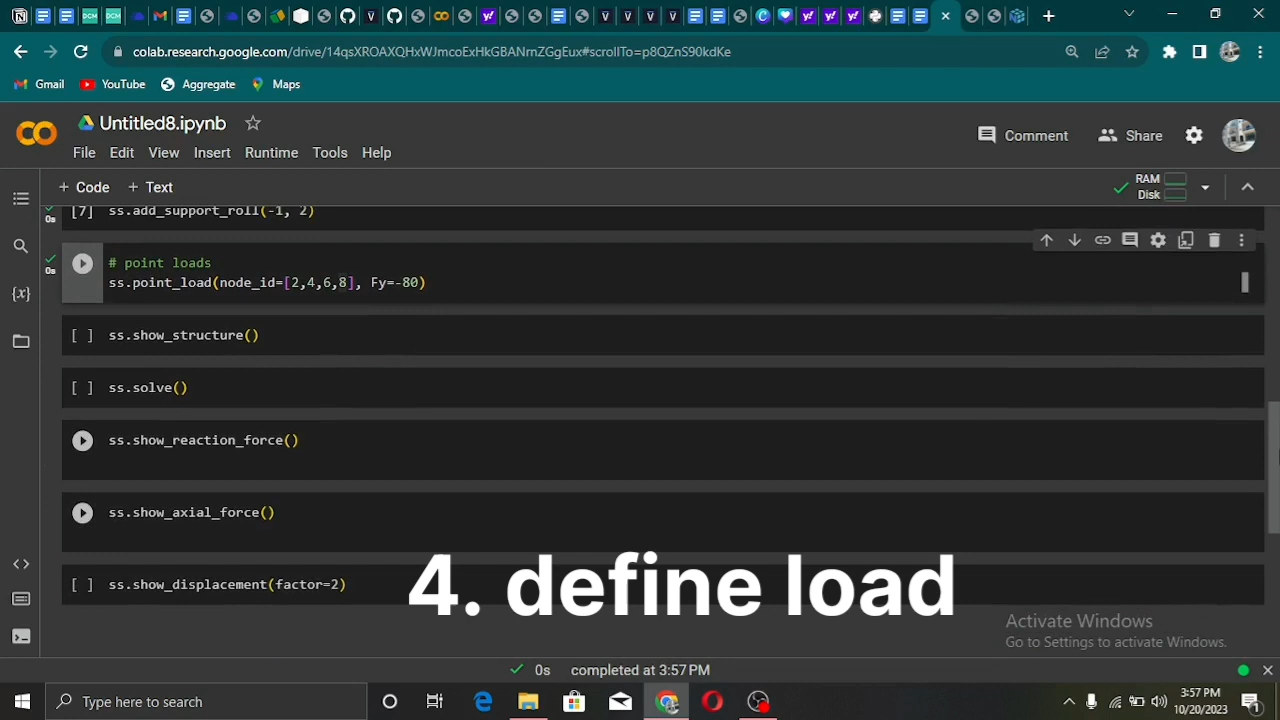 colab.research.google.com/drive/14qsXROAXQHxWJmcoExHkGBANrnZGgEux#scrollTo=p8QZnS90kdKe
Gmail YouTube Aggregate Maps
Untitled8.ipynb
Comment Share
File Edit View Insert Runtime Tools Help
+ Code + Text
RAM
Disk
0s [7] ss.add_support_roll(-1, 2)
0s # point loads
ss.point_load(node_id=[2,4,6,8], Fy=-80)
[ ] ss.show_structure()
[ ] ss.solve()
ss.show_reaction_force()
ss.show_axial_force()
[ ] ss.show_displacement(factor=2)
4. define load
Activate Windows
Go to Settings to activate Windows.
0s completed at 3:57 PM
Type here to search
3:57 PM
10/20/2023